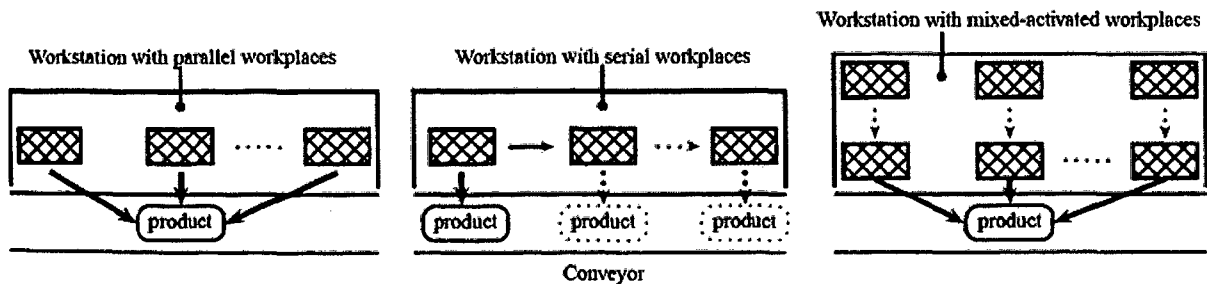 Workstation with parallel workplaces
Workstation with serial workplaces
Workstation with mixed-activated workplaces
product
product
product
product
product
Conveyor